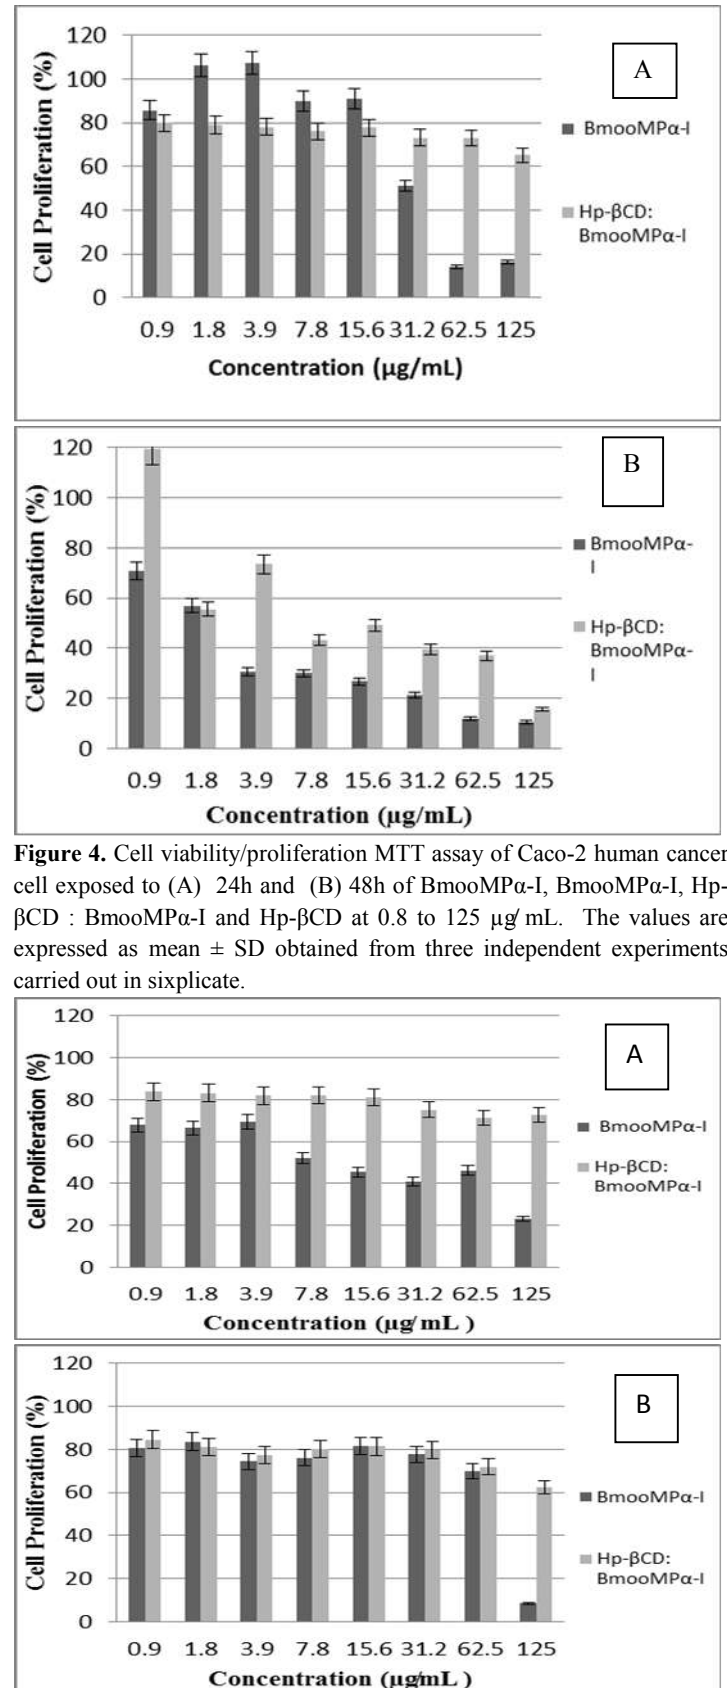 120
100
80
60
40
20
0
Cell Proliferation (%)
A
BmooMPα-I
Hp-βCD:
BmooMPα-I
0.9 1.8 3.9 7.8 15.6 31.2 62.5 125
Concentration (µg/mL)
120
100
80
60
40
20
0
Cell Proliferation (%)
B
BmooMPα-
I
Hp-βCD:
BmooMPα-
I
0.9 1.8 3.9 7.8 15.6 31.2 62.5 125
Concentration (µg/mL)
Figure 4. Cell viability/proliferation MTT assay of Caco-2 human cancer
cell exposed to (A) 24h and (B) 48h of BmooMPα-I, BmooMPα-I, Hp-
βCD : BmooMPα-I and Hp-βCD at 0.8 to 125 µg/ mL. The values are
expressed as mean ± SD obtained from three independent experiments
carried out in sixplicate.
120
100
80
60
40
20
0
Cell Proliferation (%)
A
BmooMPα-I
Hp-βCD:
BmooMPα-I
0.9 1.8 3.9 7.8 15.6 31.2 62.5 125
Concentration (µg/mL )
120
100
80
60
40
20
0
Cell Proliferation (%)
B
BmooMPα-I
Hp-βCD:
BmooMPα-I
0.9 1.8 3.9 7.8 15.6 31.2 62.5 125
Concentration (µg/mL)